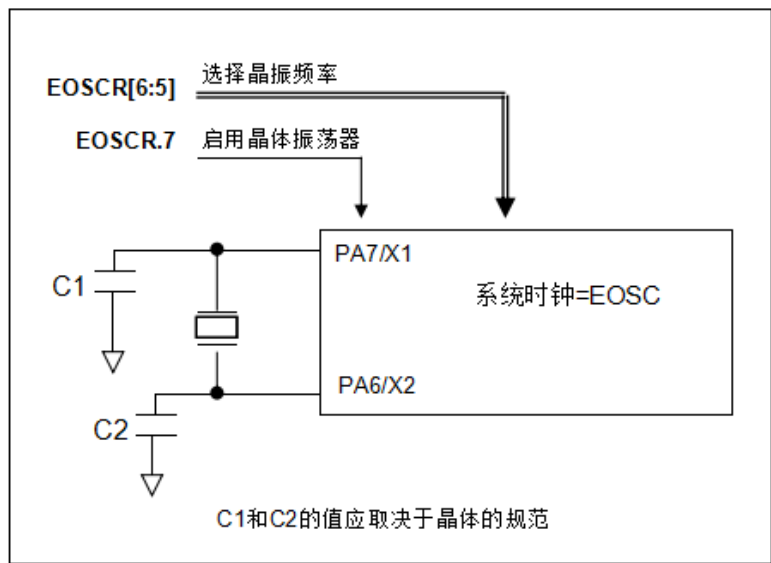 EOSCR[6:5] 选择晶振频率
EOSCR.7 启用晶体振荡器
PA7/X1
C1
系统时钟=EOSC
PA6/X2
C2
C1和C2的值应取决于晶体的规范